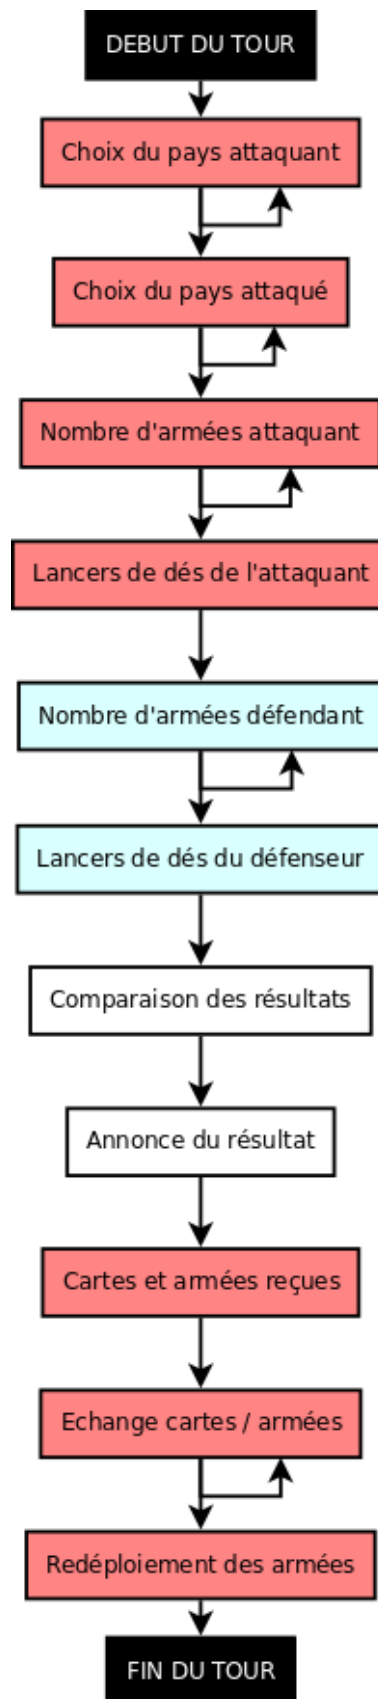 DEBUT DU TOUR
Choix du pays attaquant
Choix du pays attaqué
Nombre d'armées attaquant
Lancers de dés de l'attaquant
Nombre d'armées défendant
Lancers de dés du défenseur
Comparaison des résultats
Annonce du résultat
Cartes et armées reçues
Echange cartes / armées
Redéploiement des armées
FIN DU TOUR